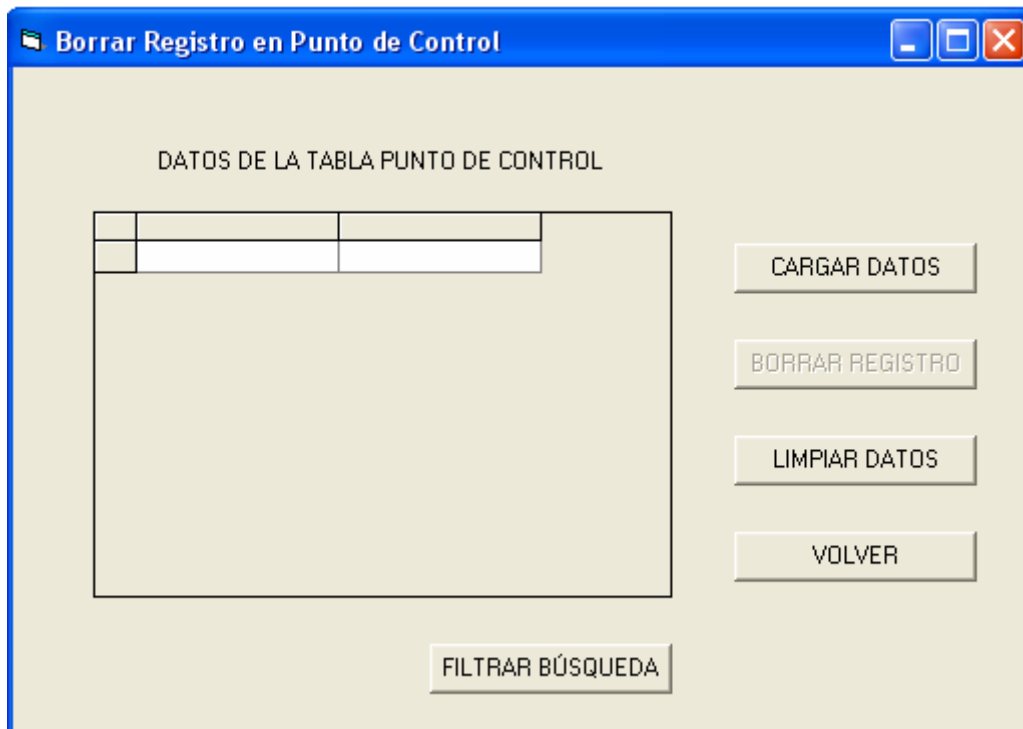 Borrar Registro en Punto de Control
DATOS DE LA TABLA PUNTO DE CONTROL
CARGAR DATOS
BORRAR REGISTRO
LIMPIAR DATOS
VOLVER
FILTRAR BÚSQUEDA